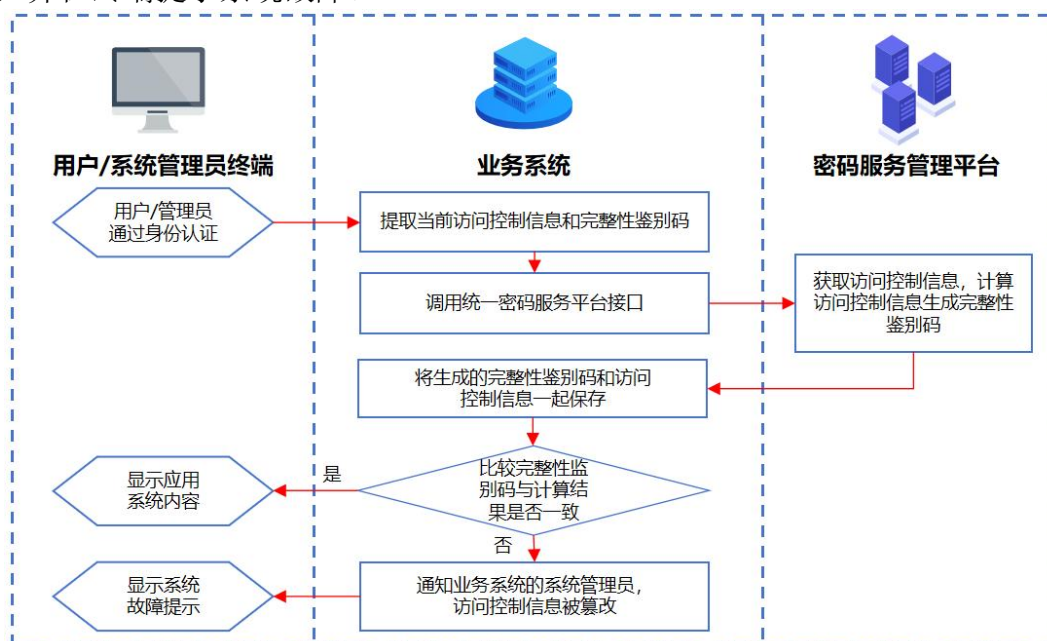 用户/系统管理员终端
业务系统
密码服务管理平台
用户/管理员
通过身份认证
提取当前访问控制信息和完整性鉴别码
调用统一密码服务平台接口
获取访问控制信息，计算
访问控制信息生成完整性
鉴别码
将生成的完整性鉴别码和访问
控制信息一起保存
比较完整性监
别码与计算结
果是否一致
是
显示应用
系统内容
否
通知业务系统的系统管理员，
访问控制信息被篡改
显示系统
故障提示